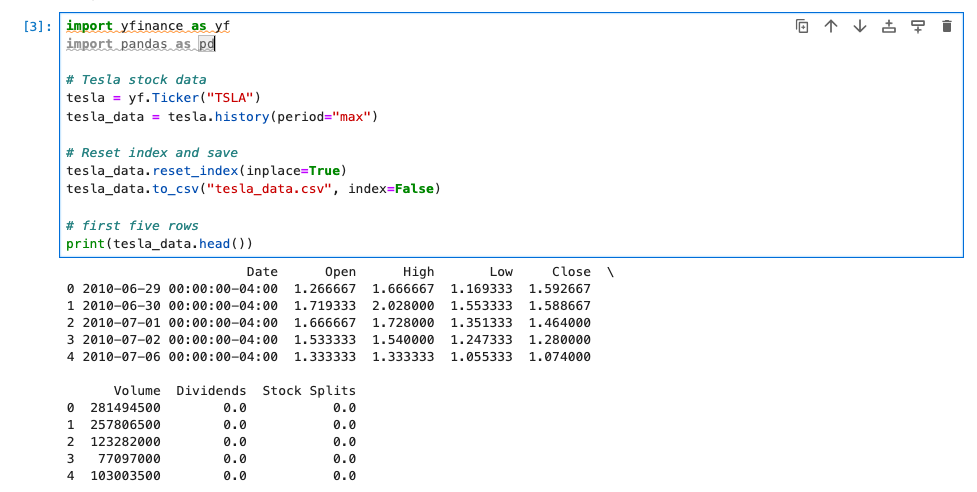 [3]: import yfinance as yf
import pandas as pd
# Tesla stock data
tesla = yf.Ticker("TSLA")
tesla_data = tesla.history(period="max")
# Reset index and save
tesla_data.reset_index(inplace=True)
tesla_data.to_csv("tesla_data.csv", index=False)
# first five rows
print(tesla_data.head())
Date Open High Low Close \
0 2010-06-29 00:00:00-04:00 1.266667 1.666667 1.169333 1.592667
1 2010-06-30 00:00:00-04:00 1.719333 2.028000 1.553333 1.588667
2 2010-07-01 00:00:00-04:00 1.666667 1.728000 1.351333 1.464000
3 2010-07-02 00:00:00-04:00 1.533333 1.540000 1.247333 1.280000
4 2010-07-06 00:00:00-04:00 1.333333 1.333333 1.055333 1.074000
Volume Dividends Stock Splits
0 281494500 0.0 0.0
1 257806500 0.0 0.0
2 123282000 0.0 0.0
3 77097000 0.0 0.0
4 103003500 0.0 0.0